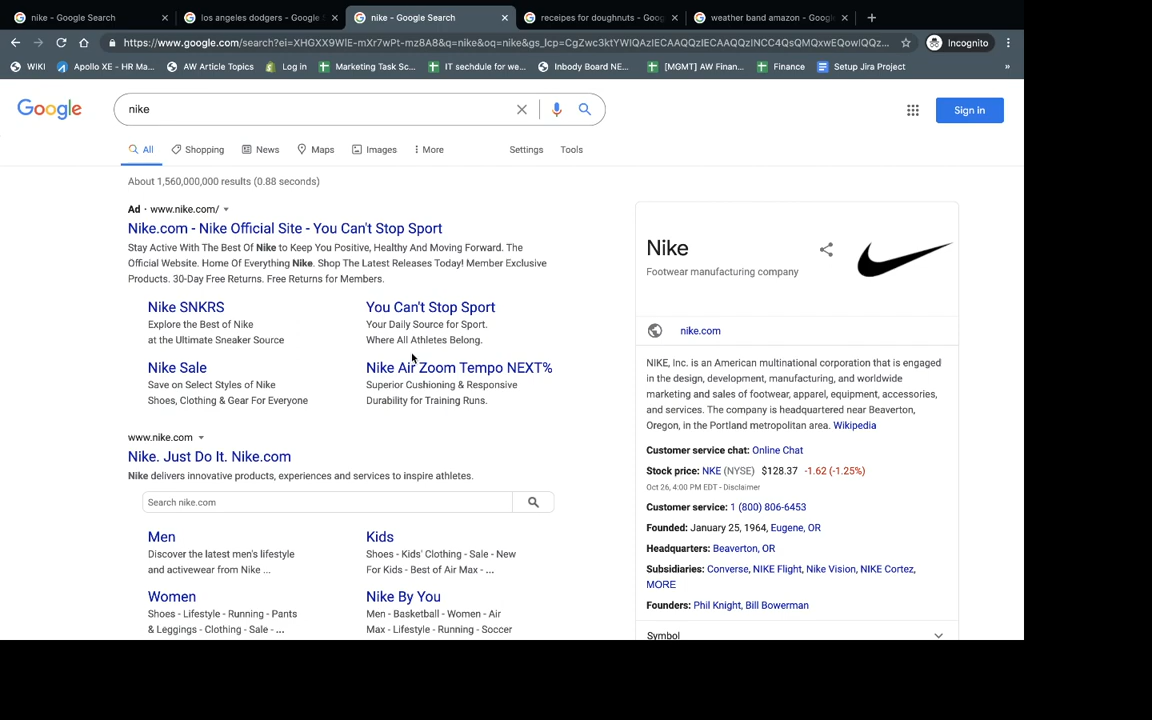 nike - Google Search
los angeles dodgers - Google
nike - Google Search
receipes for doughnuts - Goog
weather band amazon - Google
https://www.google.com/search?ei=XHGXX9WIE-mXr7wPt-mz8A8&q=nike&oq=nike&gs_lcp=CgZwc3ktYWIQAzIECAAQQzIECAAQQzINCC4QsQMQxwEQowIQQz...
Incognito
WIKI
Apollo XE - HR Ma...
AW Article Topics
Log in
Marketing Task Sc...
IT sechdule for we...
Inbody Board NE...
[MGMT] AW Finan...
Finance
Setup Jira Project
»
Google
nike
Sign in
All
Shopping
News
Maps
Images
More
Settings
Tools
About 1,560,000,000 results (0.88 seconds)
Ad · www.nike.com/
Nike.com - Nike Official Site - You Can't Stop Sport
Stay Active With The Best Of Nike to Keep You Positive, Healthy And Moving Forward. The
Official Website. Home Of Everything Nike. Shop The Latest Releases Today! Member Exclusive
Products. 30-Day Free Returns. Free Returns for Members.
Nike SNKRS
Explore the Best of Nike
at the Ultimate Sneaker Source
You Can't Stop Sport
Your Daily Source for Sport.
Where All Athletes Belong.
Nike Sale
Save on Select Styles of Nike
Shoes, Clothing & Gear For Everyone
Nike Air Zoom Tempo NEXT%
Superior Cushioning & Responsive
Durability for Training Runs.
www.nike.com
Nike. Just Do It. Nike.com
Nike delivers innovative products, experiences and services to inspire athletes.
Search nike.com
Men
Discover the latest men's lifestyle
and activewear from Nike ...
Kids
Shoes - Kids' Clothing - Sale - New
For Kids - Best of Air Max - ...
Women
Shoes - Lifestyle - Running - Pants
& Leggings - Clothing - Sale - ...
Nike By You
Men - Basketball - Women - Air
Max - Lifestyle - Running - Soccer
Nike
Footwear manufacturing company
nike.com
NIKE, Inc. is an American multinational corporation that is engaged
in the design, development, manufacturing, and worldwide
marketing and sales of footwear, apparel, equipment, accessories,
and services. The company is headquartered near Beaverton,
Oregon, in the Portland metropolitan area. Wikipedia
Customer service chat: Online Chat
Stock price: NKE (NYSE) $128.37 -1.62 (-1.25%)
Oct 26, 4:00 PM EDT - Disclaimer
Customer service: 1 (800) 806-6453
Founded: January 25, 1964, Eugene, OR
Headquarters: Beaverton, OR
Subsidiaries: Converse, NIKE Flight, Nike Vision, NIKE Cortez,
MORE
Founders: Phil Knight, Bill Bowerman
Symbol